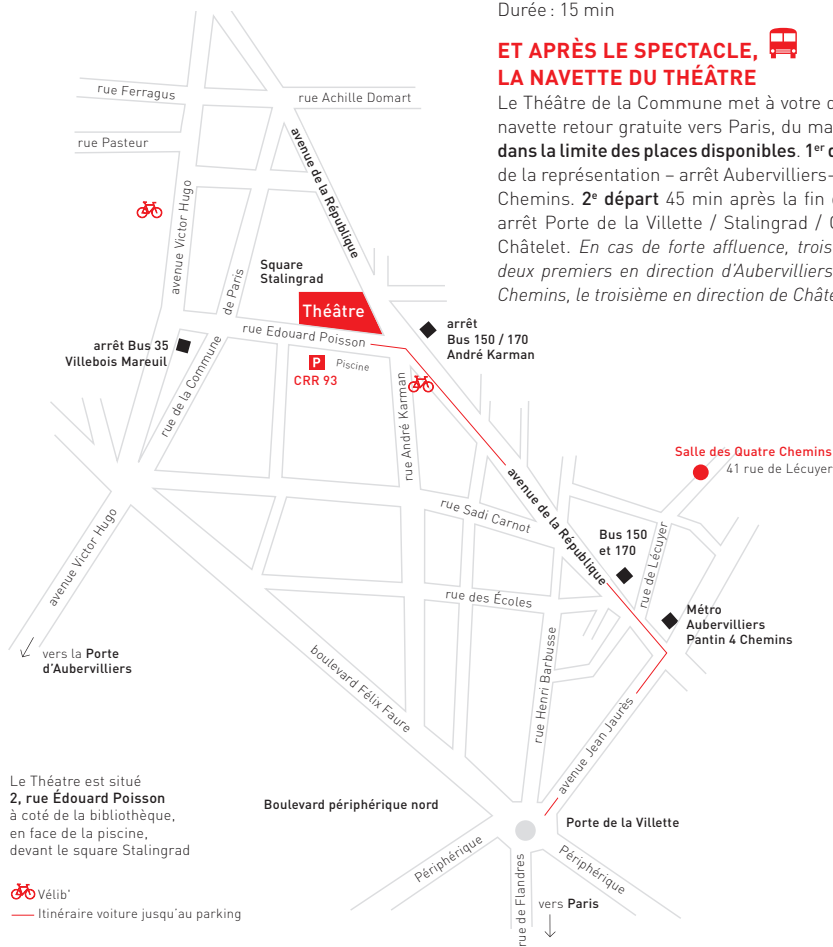 Durée : 15 min
ET APRÈS LE SPECTACLE,
LA NAVETTE DU THÉÂTRE
Le Théâtre de la Commune met à votre
navette retour gratuite vers Paris, du
dans la limite des places disponibles. 1er
de la représentation – arrêt Aubervilliers-
Chemins. 2e départ 45 min après la fin
arrêt Porte de la Villette / Stalingrad /
Châtelet. En cas de forte affluence,
deux premiers en direction d'Aubervilliers
Chemins, le troisième en direction de
rue Ferragus
rue Achille Domart
rue Pasteur
avenue de la République
avenue Victor Hugo
Square
Stalingrad
de Paris
Théâtre
rue Edouard Poisson
arrêt
Bus 150 / 170
André Karman
arrêt Bus 35
Villebois Mareuil
P
Piscine
CRR 93
rue de la Commune
rue André Karman
Salle des Quatre Chemins
41 rue de Lécuyer
avenue de la République
rue Sadi Carnot
avenue Victor Hugo
Bus 150
et 170
rue de Lécuyer
rue des Écoles
Métro
Aubervilliers
Pantin 4 Chemins
vers la Porte
d'Aubervilliers
boulevard Félix Faure
rue Henri Barbusse
avenue Jean Jaurès
Le Théatre est situé
2, rue Édouard Poisson
à coté de la bibliothèque,
en face de la piscine,
devant le square Stalingrad
Boulevard périphérique nord
Porte de la Villette
Périphérique
Périphérique
rue de Flandres
vers Paris
Vélib'
Itinéraire voiture jusqu'au parking